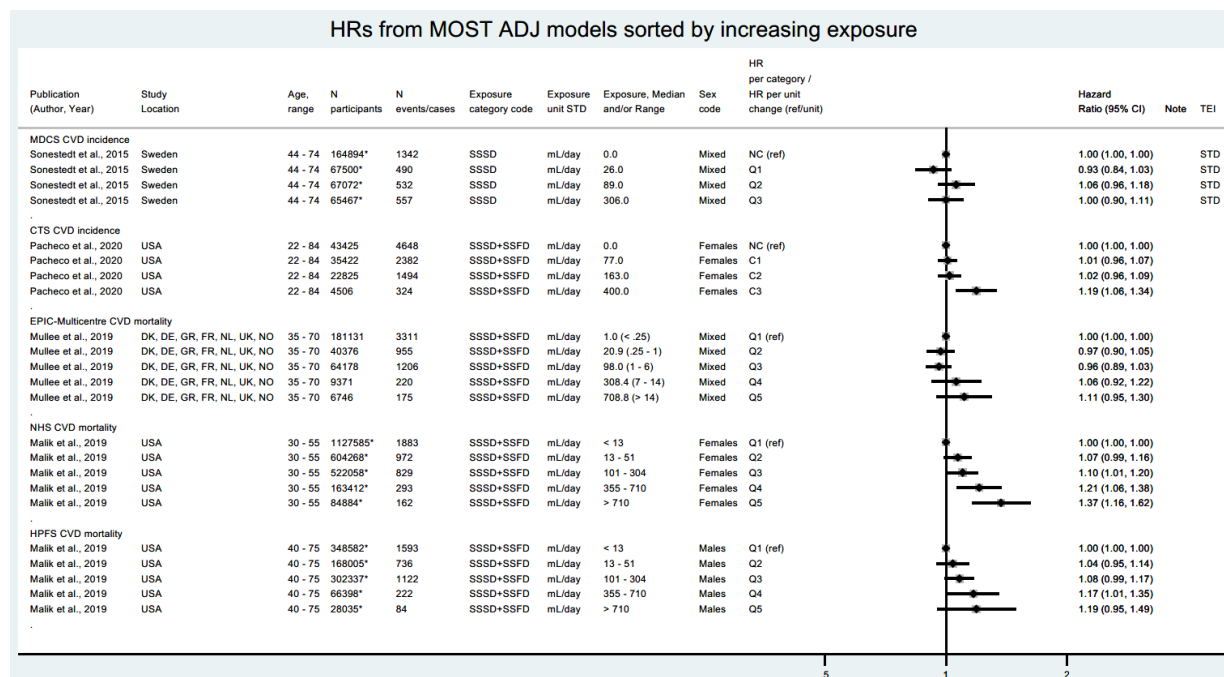 HRs from MOST ADJ models sorted by increasing exposure
HR
per category /
Publication Study Age, N N Exposure Exposure Exposure, Median Sex HR per unit Hazard
(Author, Year) Location range participants events/cases category code unit STD and/or Range code change (ref/unit) Ratio (95% CI) Note TEI
MDCS CVD incidence
Sonestedt et al., 2015 Sweden 44 - 74 164894* 1342 SSSD mL/day 0.0 Mixed NC (ref) 1.00 (1.00, 1.00) STD
Sonestedt et al., 2015 Sweden 44 - 74 67500* 490 SSSD mL/day 26.0 Mixed Q1 0.93 (0.84, 1.03) STD
Sonestedt et al., 2015 Sweden 44 - 74 67072* 532 SSSD mL/day 89.0 Mixed Q2 1.06 (0.96, 1.18) STD
Sonestedt et al., 2015 Sweden 44 - 74 65467* 557 SSSD mL/day 306.0 Mixed Q3 1.00 (0.90, 1.11) STD
.
CTS CVD incidence
Pacheco et al., 2020 USA 22 - 84 43425 4648 SSSD+SSFD mL/day 0.0 Females NC (ref) 1.00 (1.00, 1.00)
Pacheco et al., 2020 USA 22 - 84 35422 2382 SSSD+SSFD mL/day 77.0 Females C1 1.01 (0.96, 1.07)
Pacheco et al., 2020 USA 22 - 84 22825 1494 SSSD+SSFD mL/day 163.0 Females C2 1.02 (0.96, 1.09)
Pacheco et al., 2020 USA 22 - 84 4506 324 SSSD+SSFD mL/day 400.0 Females C3 1.19 (1.06, 1.34)
.
EPIC-Multicentre CVD mortality
Mullee et al., 2019 DK, DE, GR, FR, NL, UK, NO 35 - 70 181131 3311 SSSD+SSFD mL/day 1.0 (< .25) Mixed Q1 (ref) 1.00 (1.00, 1.00)
Mullee et al., 2019 DK, DE, GR, FR, NL, UK, NO 35 - 70 40376 955 SSSD+SSFD mL/day 20.9 (.25 - 1) Mixed Q2 0.97 (0.90, 1.05)
Mullee et al., 2019 DK, DE, GR, FR, NL, UK, NO 35 - 70 64178 1206 SSSD+SSFD mL/day 98.0 (1 - 6) Mixed Q3 0.96 (0.89, 1.03)
Mullee et al., 2019 DK, DE, GR, FR, NL, UK, NO 35 - 70 9371 220 SSSD+SSFD mL/day 308.4 (7 - 14) Mixed Q4 1.06 (0.92, 1.22)
Mullee et al., 2019 DK, DE, GR, FR, NL, UK, NO 35 - 70 6746 175 SSSD+SSFD mL/day 708.8 (> 14) Mixed Q5 1.11 (0.95, 1.30)
.
NHS CVD mortality
Malik et al., 2019 USA 30 - 55 1127585* 1883 SSSD+SSFD mL/day < 13 Females Q1 (ref) 1.00 (1.00, 1.00)
Malik et al., 2019 USA 30 - 55 604268* 972 SSSD+SSFD mL/day 13 - 51 Females Q2 1.07 (0.99, 1.16)
Malik et al., 2019 USA 30 - 55 522058* 829 SSSD+SSFD mL/day 101 - 304 Females Q3 1.10 (1.01, 1.20)
Malik et al., 2019 USA 30 - 55 163412* 293 SSSD+SSFD mL/day 355 - 710 Females Q4 1.21 (1.06, 1.38)
Malik et al., 2019 USA 30 - 55 84884* 162 SSSD+SSFD mL/day > 710 Females Q5 1.37 (1.16, 1.62)
.
HPFS CVD mortality
Malik et al., 2019 USA 40 - 75 348582* 1593 SSSD+SSFD mL/day < 13 Males Q1 (ref) 1.00 (1.00, 1.00)
Malik et al., 2019 USA 40 - 75 168005* 736 SSSD+SSFD mL/day 13 - 51 Males Q2 1.04 (0.95, 1.14)
Malik et al., 2019 USA 40 - 75 302337* 1122 SSSD+SSFD mL/day 101 - 304 Males Q3 1.08 (0.99, 1.17)
Malik et al., 2019 USA 40 - 75 66398* 222 SSSD+SSFD mL/day 355 - 710 Males Q4 1.17 (1.01, 1.35)
Malik et al., 2019 USA 40 - 75 28035* 84 SSSD+SSFD mL/day > 710 Males Q5 1.19 (0.95, 1.49)
.
.5 1 2